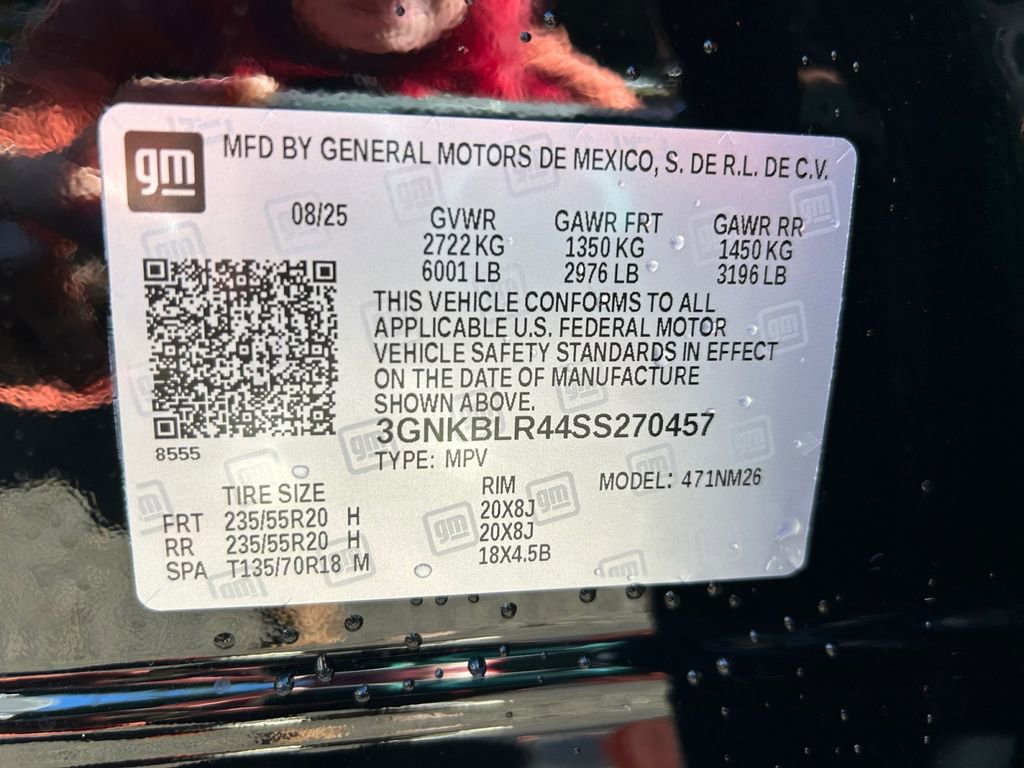 gm MFD BY GENERAL MOTORS DE MEXICO, S. DE R.L. DE C.V.
08/25 GVWR GAWR FRT GAWR RR
2722 KG 1350 KG 1450 KG
6001 LB 2976 LB 3196 LB
THIS VEHICLE CONFORMS TO ALL
APPLICABLE U.S. FEDERAL MOTOR
VEHICLE SAFETY STANDARDS IN EFFECT
ON THE DATE OF MANUFACTURE
SHOWN ABOVE.
3GNKBLR44SS270457
8555 TYPE: MPV
TIRE SIZE RIM MODEL: 471NM26
FRT 235/55R20 H 20X8J
RR 235/55R20 H 20X8J
SPA T135/70R18 M 18X4.5B